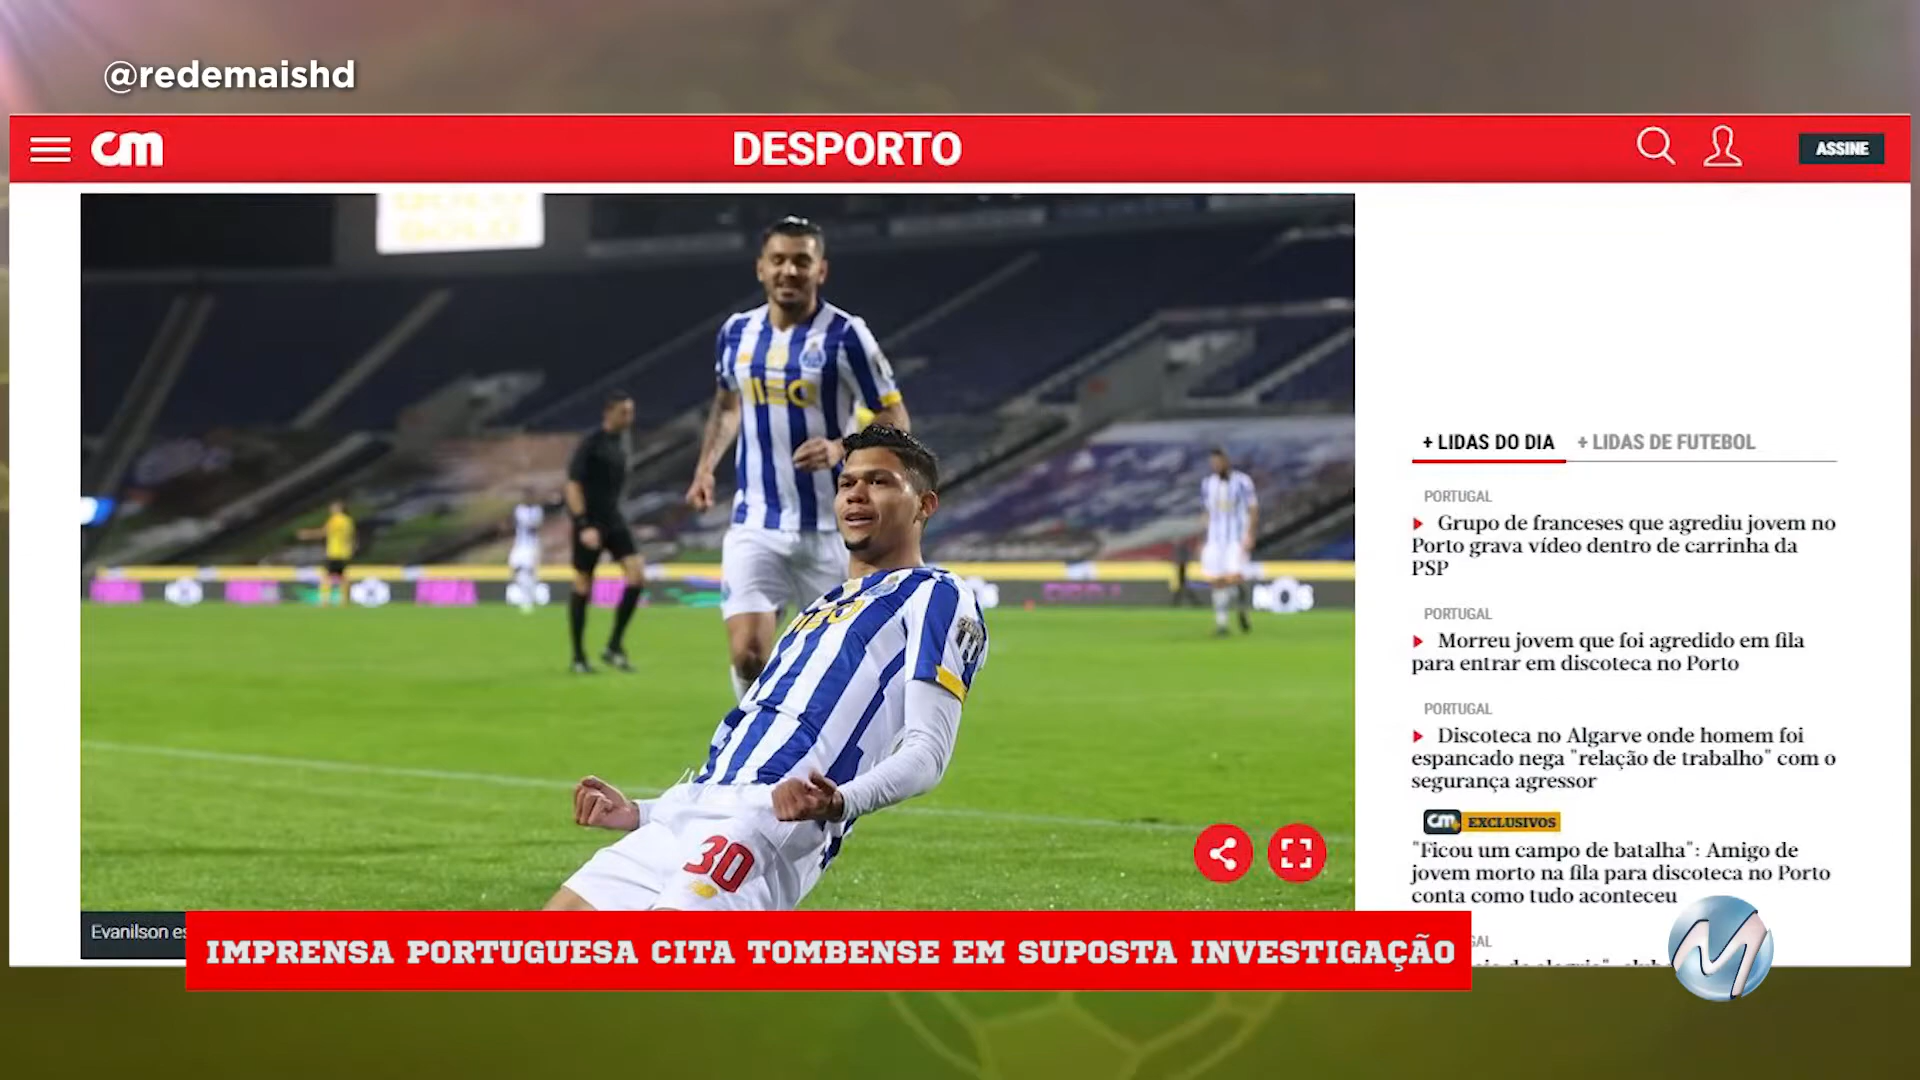 @redemaishd
cm
DESPORTO
ASSINE
MEO
30
Evanilson
+ LIDAS DO DIA
+ LIDAS DE FUTEBOL
PORTUGAL
Grupo de franceses que agrediu jovem no
Porto grava vídeo dentro de carrinha da
PSP
PORTUGAL
Morreu jovem que foi agredido em fila
para entrar em discoteca no Porto
PORTUGAL
Discoteca no Algarve onde homem foi
espancado nega "relação de trabalho" com o
segurança agressor
cm EXCLUSIVOS
"Ficou um campo de batalha": Amigo de
jovem morto na fila para discoteca no Porto
conta como tudo aconteceu
IMPRENSA PORTUGUESA CITA TOMBENSE EM SUPOSTA INVESTIGAÇÃO
M